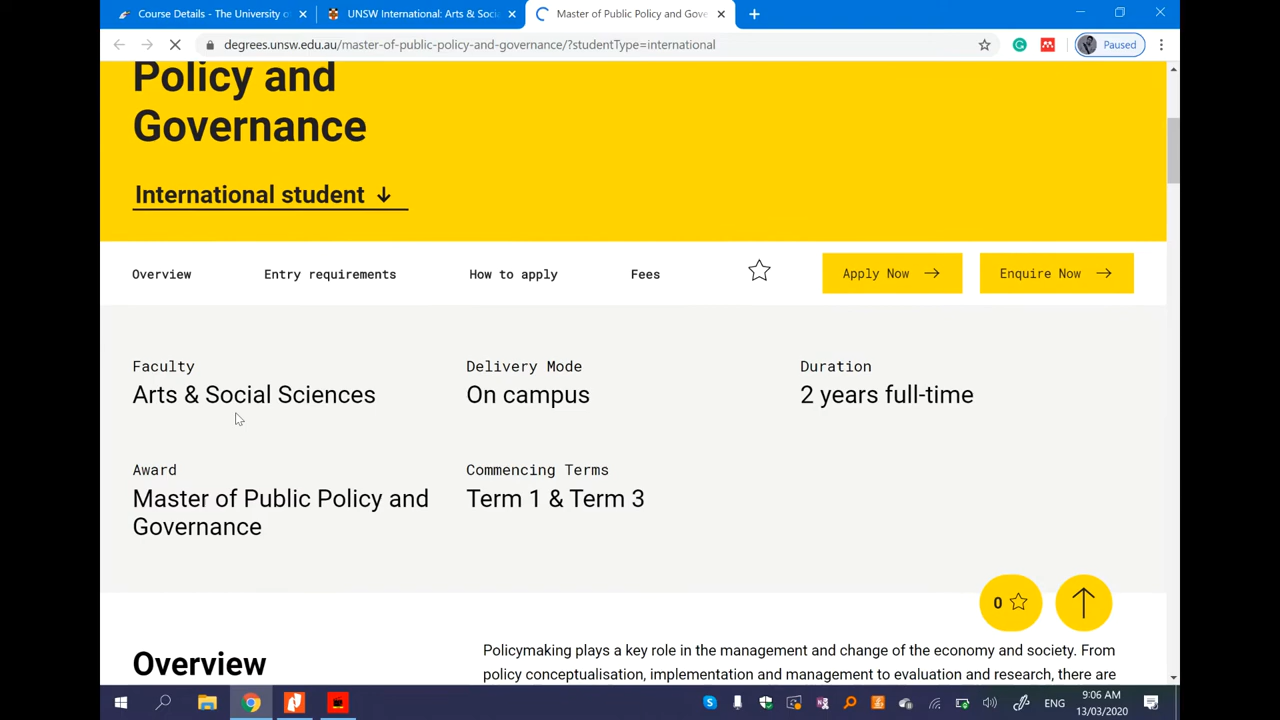 Course Details - The University o
UNSW International: Arts & Socia
Master of Public Policy and Gove
degrees.unsw.edu.au/master-of-public-policy-and-governance/?studentType=international
Paused
Policy and
Governance
International student ↓
Overview
Entry requirements
How to apply
Fees
Apply Now →
Enquire Now →
Faculty
Arts & Social Sciences
Delivery Mode
On campus
Duration
2 years full-time
Award
Master of Public Policy and
Governance
Commencing Terms
Term 1 & Term 3
0
Overview
Policymaking plays a key role in the management and change of the economy and society. From
policy conceptualisation, implementation and management to evaluation and research, there are
ENG
9:06 AM
13/03/2020